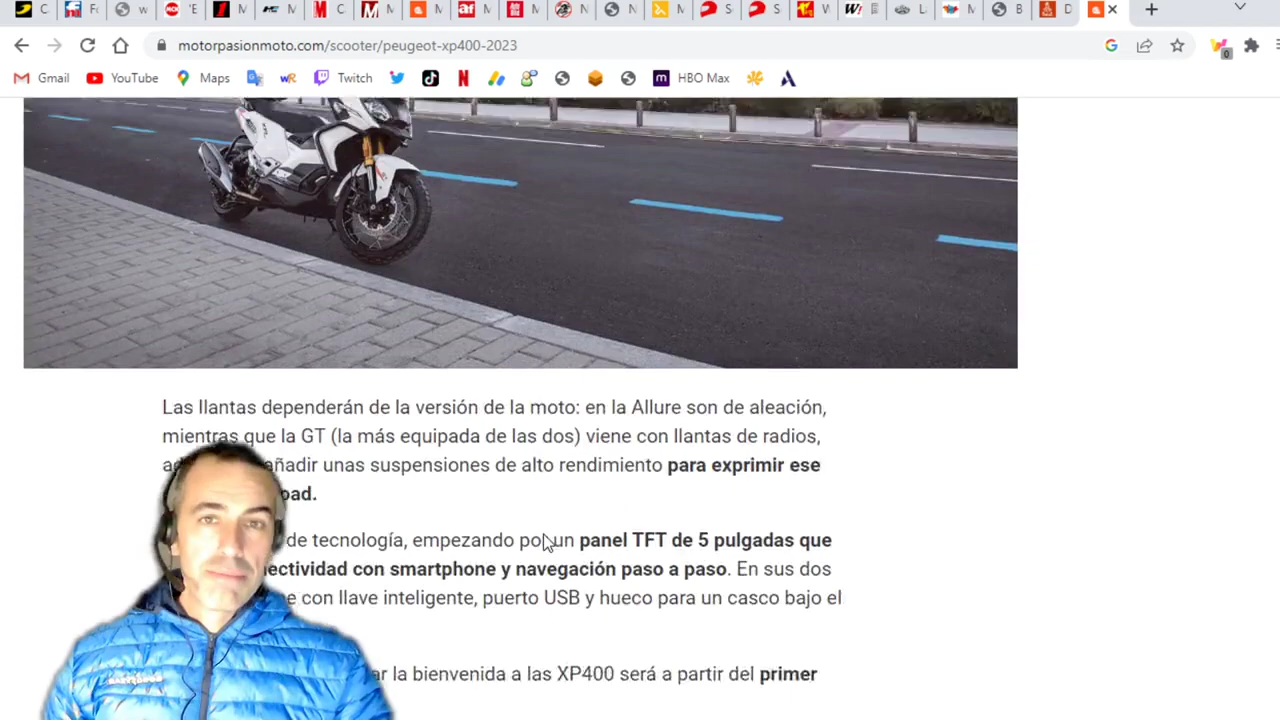 motorpasionmoto.com/scooter/peugeot-xp400-2023
Gmail YouTube Maps Twitch HBO Max
Las llantas dependerán de la versión de la moto: en la Allure son de aleación,
mientras que la GT (la más equipada de las dos) viene con llantas de radios,
añadir unas suspensiones de alto rendimiento para exprimir ese
de tecnología, empezando por un panel TFT de 5 pulgadas que
con smartphone y navegación paso a paso. En sus dos
con llave inteligente, puerto USB y hueco para un casco bajo el
la bienvenida a las XP400 será a partir del primer